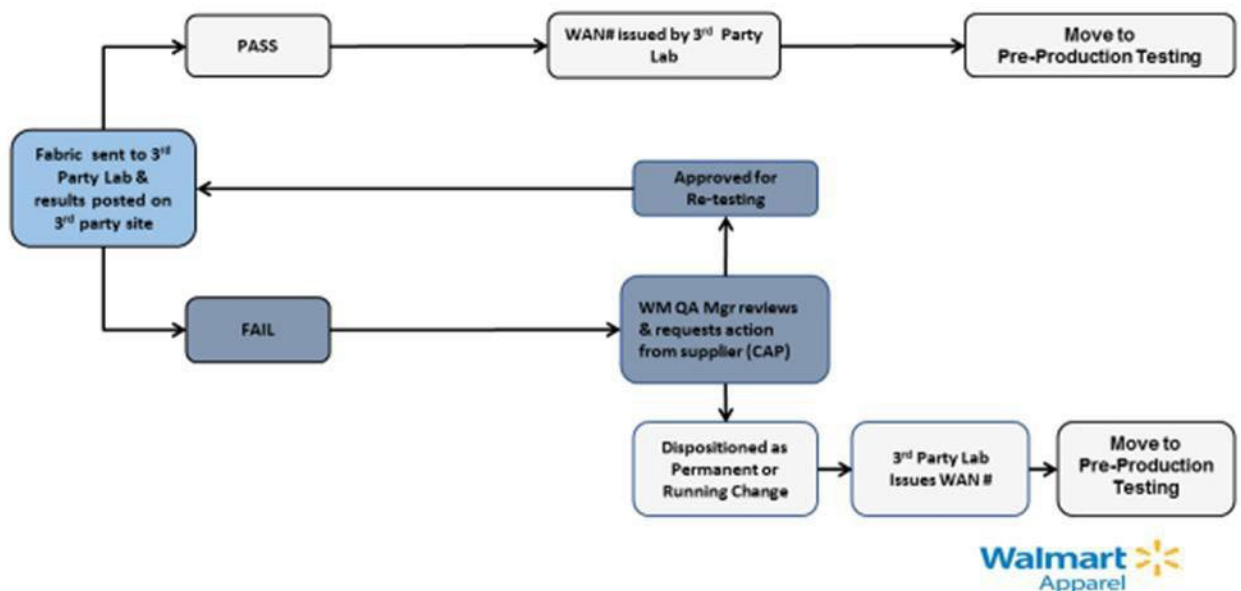 PASS
WAN# issued by 3rd Party
Lab
Move to
Pre-Production Testing
Fabric sent to 3rd
Party Lab &
results posted on
3rd party site
Approved for
Re-testing
FAIL
WM QA Mgr reviews
& requests action
from supplier (CAP)
Dispositioned as
Permanent or
Running Change
3rd Party Lab
Issues WAN #
Move to
Pre-Production
Testing
Walmart
Apparel